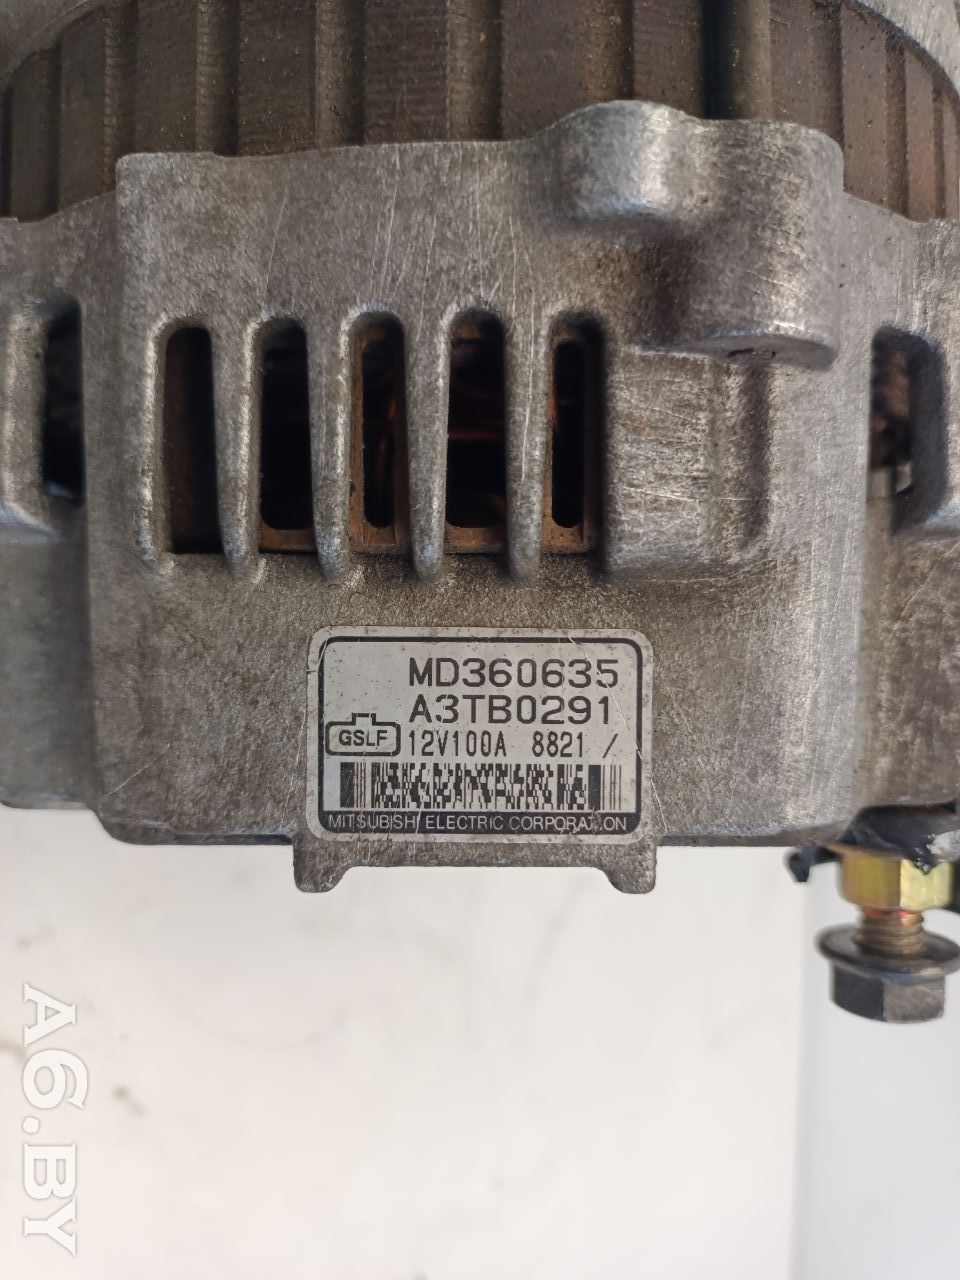 MD360635
A3TB0291
GSLF 12V100A 8821 /
MITSUBISHI ELECTRIC CORPORATION
A6.BY